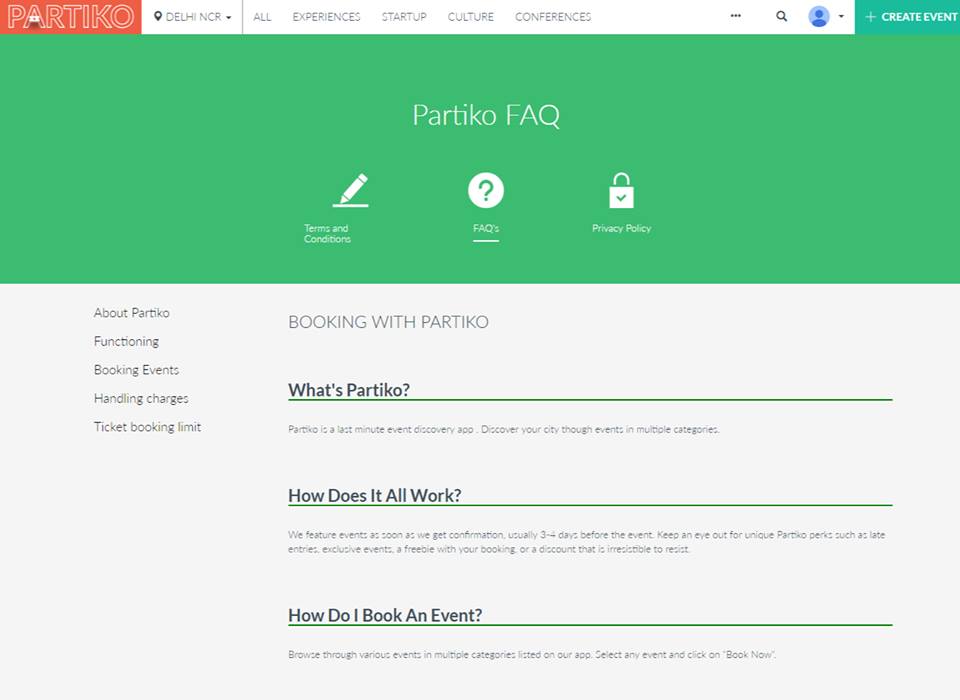 PARTIKO
DELHI NCR
ALL
EXPERIENCES
STARTUP
CULTURE
CONFERENCES
CREATE EVENT
Partiko FAQ
Terms and
Conditions
FAQ's
Privacy Policy
About Partiko
Functioning
Booking Events
Handling charges
Ticket booking limit
BOOKING WITH PARTIKO
What's Partiko?
Partiko is a last minute event discovery app . Discover your city though events in multiple categories.
How Does It All Work?
We feature events as soon as we get confirmation, usually 3-4 days before the event. Keep an eye out for unique Partiko perks such as late
entries, exclusive events, a freebie with your booking, or a discount that is irresistible to resist.
How Do I Book An Event?
Browse through various events in multiple categories listed on our app. Select any event and click on "Book Now".